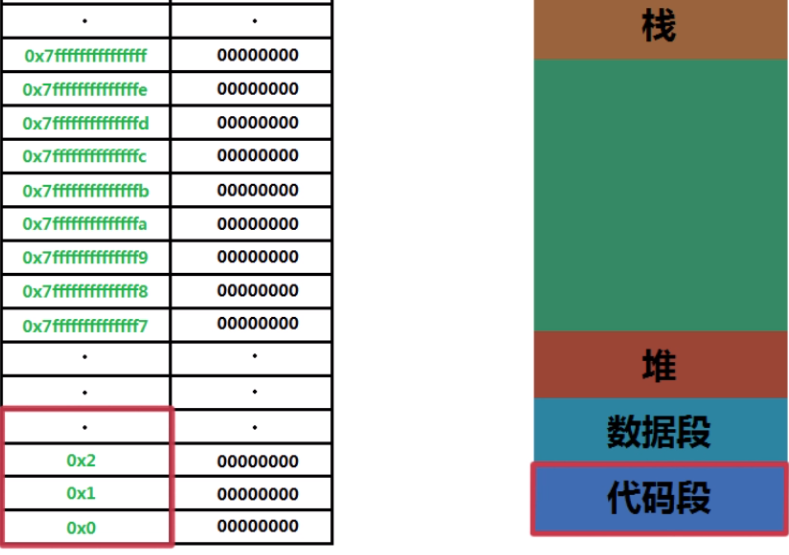 · ·
0x7fffffffffffffff 00000000
0x7ffffffffffffffe 00000000
0x7ffffffffffffffd 00000000
0x7ffffffffffffffc 00000000
0x7ffffffffffffffb 00000000
0x7ffffffffffffffa 00000000
0x7ffffffffffffff9 00000000
0x7ffffffffffffff8 00000000
0x7ffffffffffffff7 00000000
· ·
· ·
· ·
0x2 00000000
0x1 00000000
0x0 00000000
栈
堆
数据段
代码段